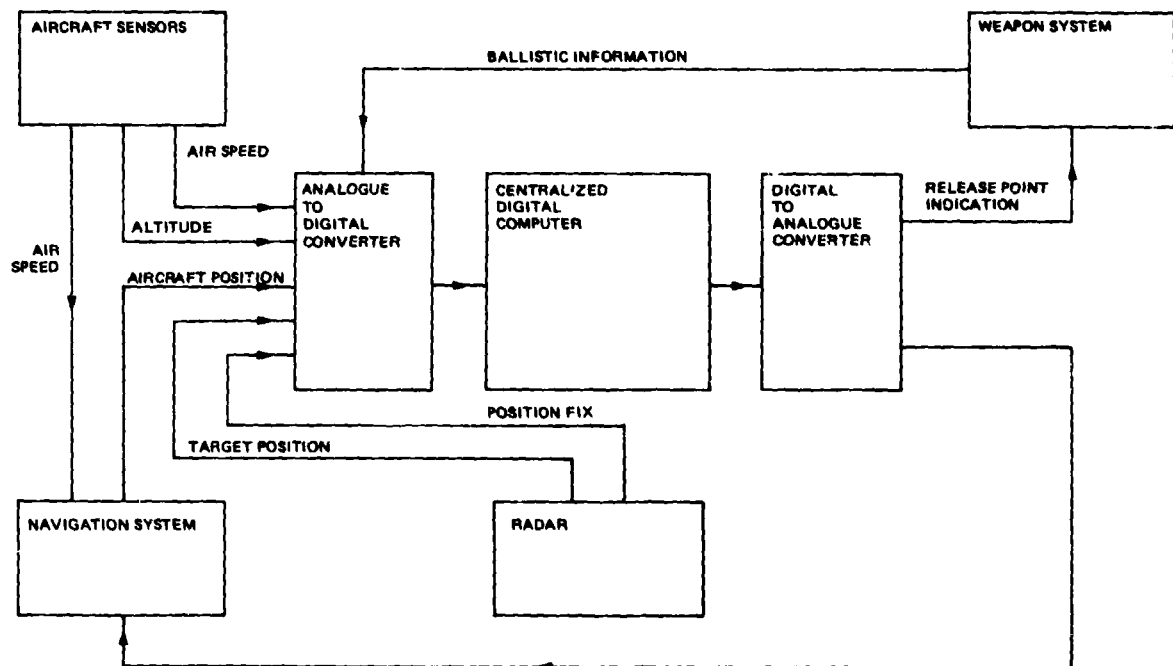 AIRCRAFT SENSORS
WEAPON SYSTEM
BALLISTIC INFORMATION
AIR SPEED
ANALOGUE
TO
DIGITAL
CONVERTER
CENTRALIZED
DIGITAL
COMPUTER
DIGITAL
TO
ANALOGUE
CONVERTER
RELEASE POINT
INDICATION
ALTITUDE
AIR
SPEED
AIRCRAFT POSITION
POSITION FIX
TARGET POSITION
NAVIGATION SYSTEM
RADAR